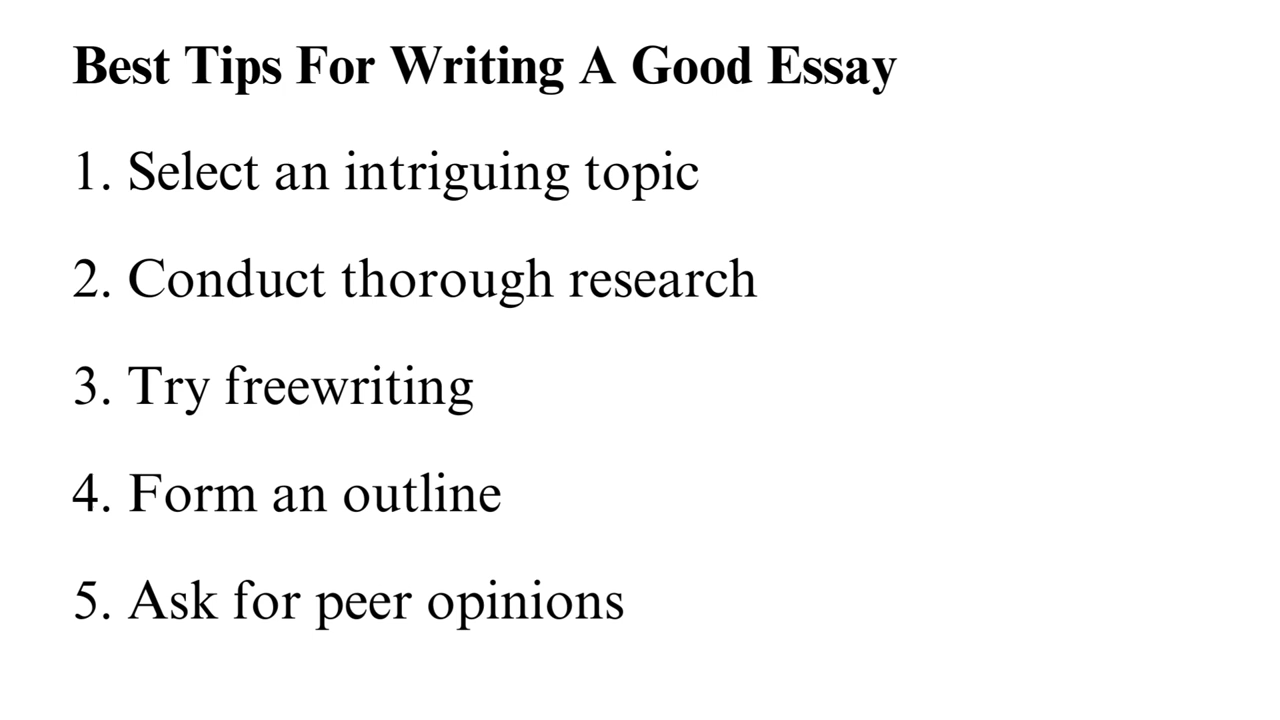 Best Tips For Writing A Good Essay
1. Select an intriguing topic
2. Conduct thorough research
3. Try freewriting
4. Form an outline
5. Ask for peer opinions